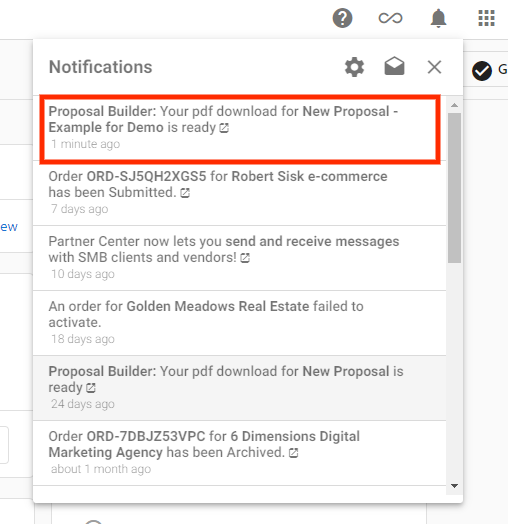 Notifications
G
Proposal Builder: Your pdf download for New Proposal -
Example for Demo is ready
1 minute ago
Order ORD-SJ5QH2XGS5 for Robert Sisk e-commerce
has been Submitted.
7 days ago
ew
Partner Center now lets you send and receive messages
with SMB clients and vendors!
10 days ago
An order for Golden Meadows Real Estate failed to
activate.
18 days ago
Proposal Builder: Your pdf download for New Proposal is
ready
24 days ago
Order ORD-7DBJZ53VPC for 6 Dimensions Digital
Marketing Agency has been Archived.
about 1 month ago